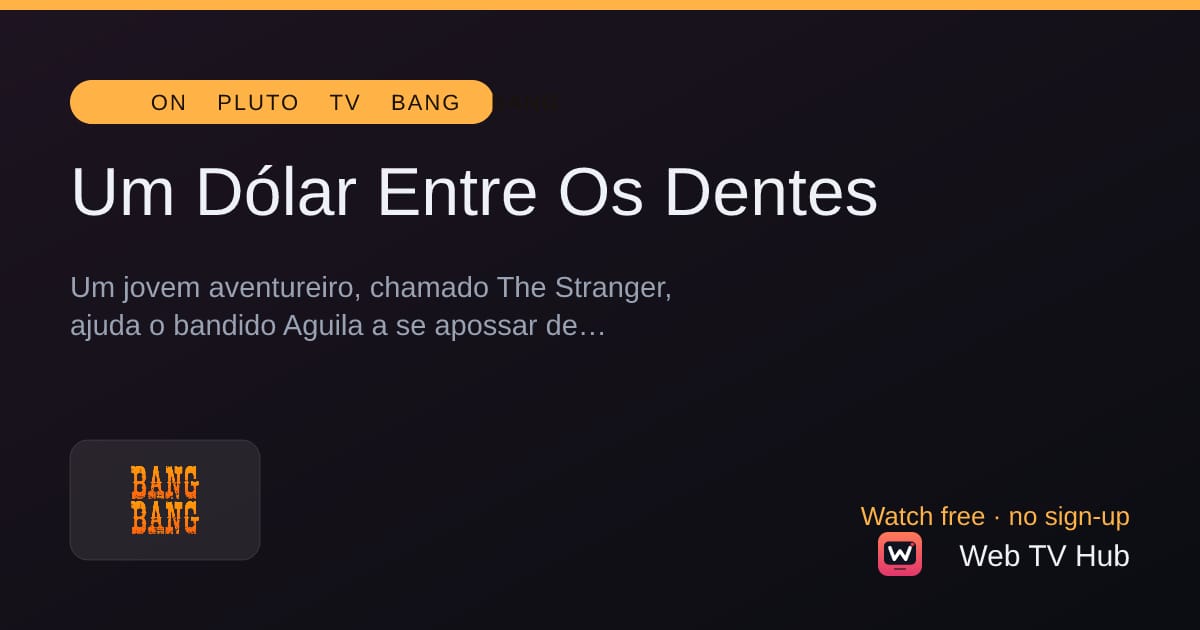 ON PLUTO TV BANG BANG
Um Dólar Entre Os Dentes
Um jovem aventureiro, chamado The Stranger,
ajuda o bandido Aguila a se apossar de…
BANG
BANG
Watch free · no sign-up
W
Web TV Hub